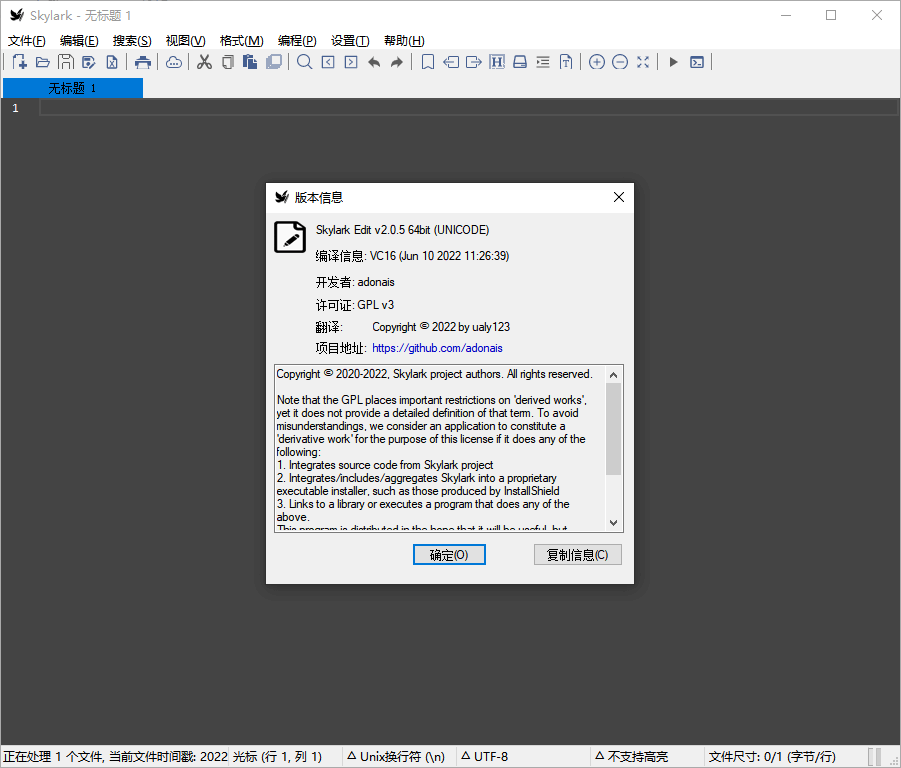 Skylark - 无标题 1
文件(F) 编辑(E) 搜索(S) 视图(V) 格式(M) 编程(P) 设置(T) 帮助(H)
无标题 1
1
版本信息
Skylark Edit v2.0.5 64bit (UNICODE)
编译信息: VC16 (Jun 10 2022 11:26:39)
开发者: adonais
许可证: GPL v3
翻译: Copyright © 2022 by ualy123
项目地址: https://github.com/adonais
Copyright © 2020-2022, Skylark project authors. All rights reserved.
Note that the GPL places important restrictions on 'derived works',
yet it does not provide a detailed definition of that term. To avoid
misunderstandings, we consider an application to constitute a
'derivative work' for the purpose of this license if it does any of the
following:
1. Integrates source code from Skylark project
2. Integrates/includes/aggregates Skylark into a proprietary
executable installer, such as those produced by InstallShield
3. Links to a library or executes a program that does any of the
above.
This program is distributed in the hope that it will be useful, but
确定(O) 复制信息(C)
正在处理 1 个文件, 当前文件时间戳: 2022 光标 (行 1, 列 1) △ Unix换行符 (\n) △ UTF-8 △ 不支持高亮 文件尺寸: 0/1 (字节/行)